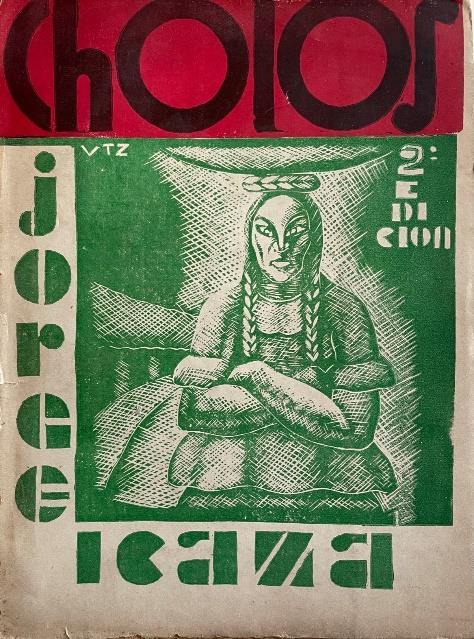 CHOLOS
VTZ
2ª:
E
DI
CION
jorGE
ICAZA